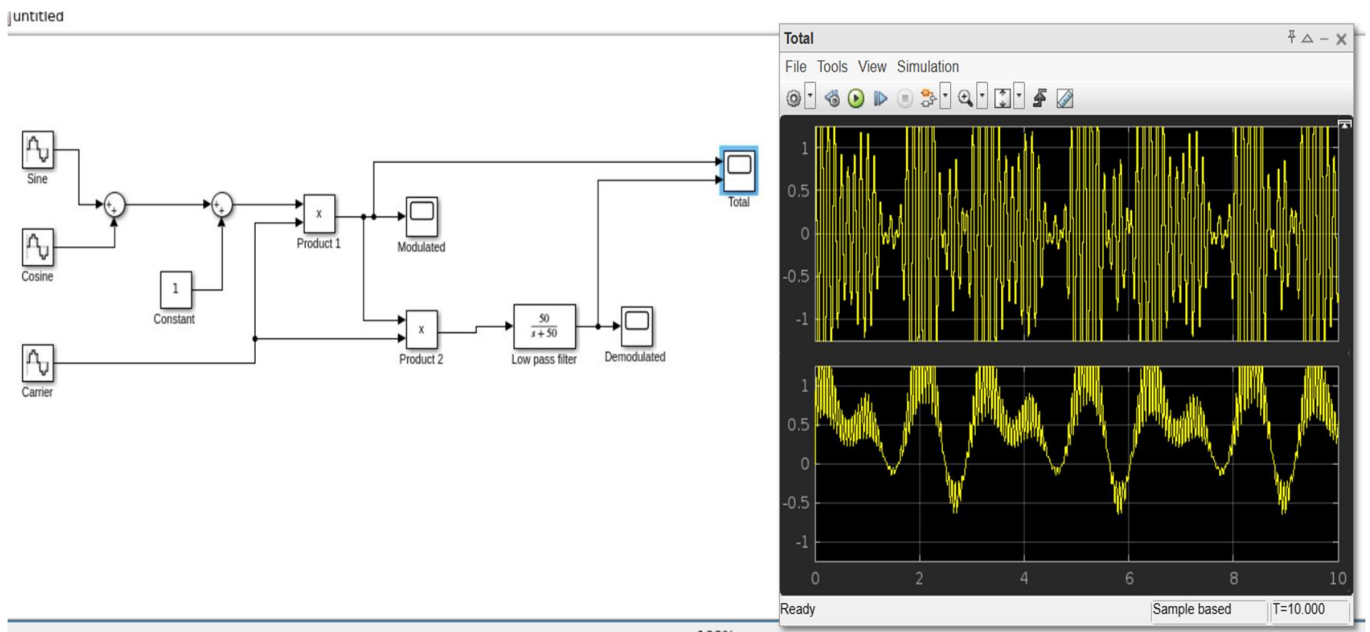 untitled
Sine
Cosine
1
Constant
Carrier
x
Product 1
Modulated
x
Product 2
50
s+50
Low pass filter
Demodulated
Total
Total
File Tools View Simulation
1
0.5
0
-0.5
-1
1
0.5
0
-0.5
-1
0 2 4 6 8 10
Ready Sample based T=10.000